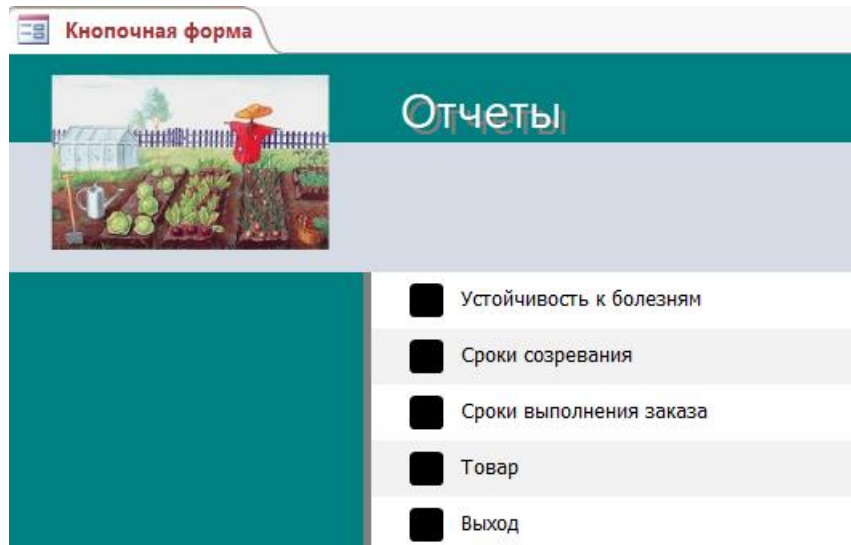 Кнопочная форма
Отчеты
Устойчивость к болезням
Сроки созревания
Сроки выполнения заказа
Товар
Выход